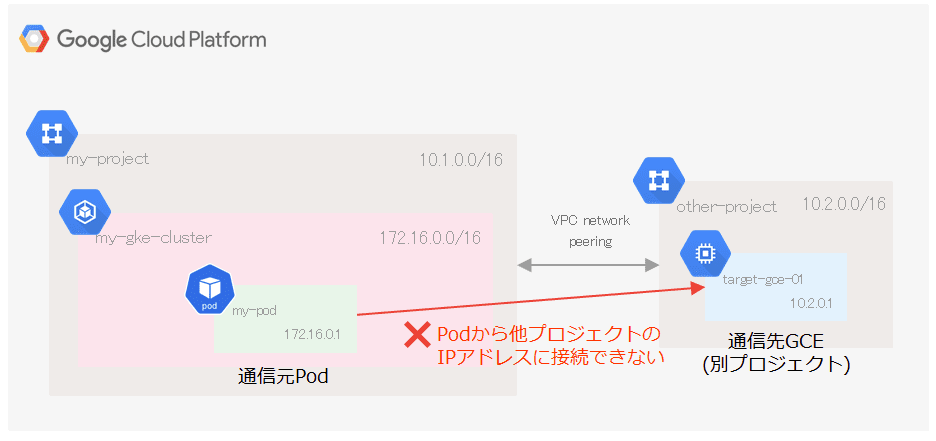 Google Cloud Platform
my-project
10.1.0.0/16
my-gke-cluster
172.16.0.0/16
pod
my-pod
172.16.0.1
通信元Pod
VPC network
peering
Podから他プロジェクトの
IPアドレスに接続できない
other-project
10.2.0.0/16
target-gce-01
10.2.0.1
通信先GCE
(別プロジェクト)